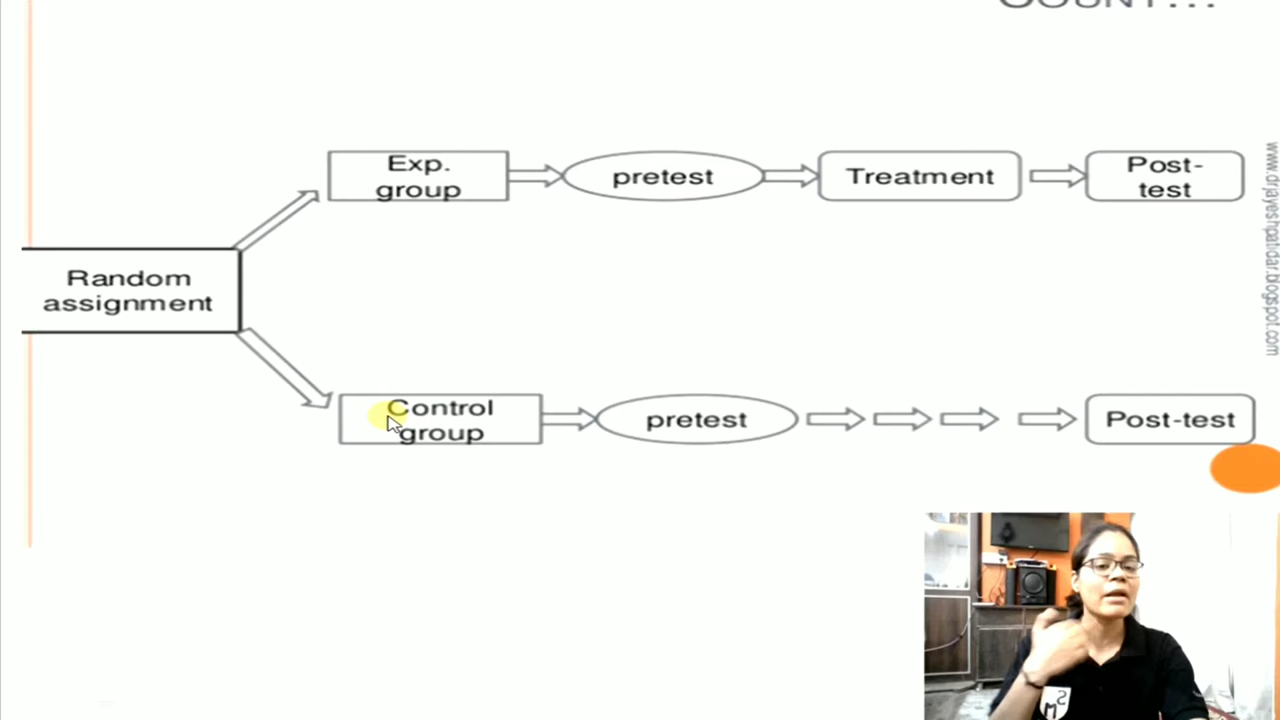 COUNT...
Exp.
group
pretest
Treatment
Post-
test
Random
assignment
Control
group
pretest
Post-test
www.drjayeshpatidar.blogspot.com